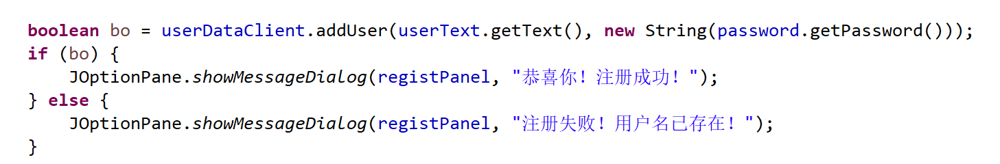 boolean bo = userDataClient.addUser(userText.getText(), new String(password.getPassword()));
if (bo) {
    JOptionPane.showMessageDialog(registPanel, "恭喜你！注册成功！");
} else {
    JOptionPane.showMessageDialog(registPanel, "注册失败！用户名已存在！");
}